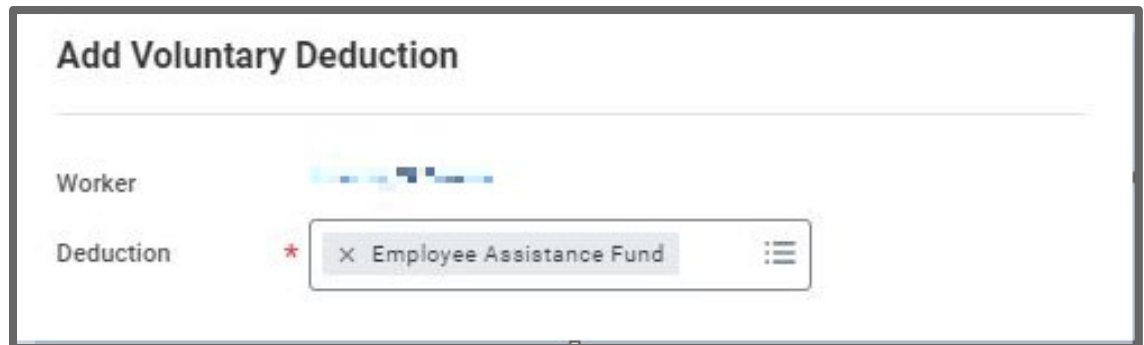 Add Voluntary Deduction
Worker
Deduction * × Employee Assistance Fund